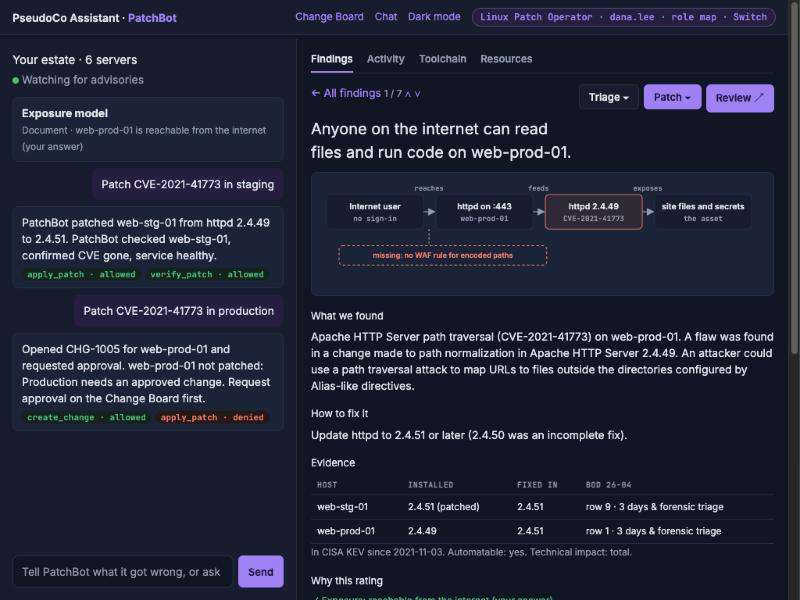 PseudoCo Assistant · PatchBot
Change Board Chat Dark mode Linux Patch Operator · dana.lee · role map · Switch
Your estate · 6 servers
Watching for advisories
Exposure model
Document · web-prod-01 is reachable from the internet
(your answer)
Patch CVE-2021-41773 in staging
PatchBot patched web-stg-01 from httpd 2.4.49
to 2.4.51. PatchBot checked web-stg-01,
confirmed CVE gone, service healthy.
apply_patch · allowed verify_patch · allowed
Patch CVE-2021-41773 in production
Opened CHG-1005 for web-prod-01 and
requested approval. web-prod-01 not patched:
Production needs an approved change. Request
approval on the Change Board first.
create_change · allowed apply_patch · denied
Tell PatchBot what it got wrong, or ask
Send
Findings Activity Toolchain Resources
← All findings 1 / 7
Triage Patch Review ↗
Anyone on the internet can read
files and run code on web-prod-01.
reaches feeds exposes
Internet user httpd on :443 httpd 2.4.49 site files and secrets
no sign-in web-prod-01 CVE-2021-41773 the asset
missing: no WAF rule for encoded paths
What we found
Apache HTTP Server path traversal (CVE-2021-41773) on web-prod-01. A flaw was found
in a change made to path normalization in Apache HTTP Server 2.4.49. An attacker could
use a path traversal attack to map URLs to files outside the directories configured by
Alias-like directives.
How to fix it
Update httpd to 2.4.51 or later (2.4.50 was an incomplete fix).
Evidence
HOST INSTALLED FIXED IN BOD 26-04
web-stg-01 2.4.51 (patched) 2.4.51 row 9 · 3 days & forensic triage
web-prod-01 2.4.49 2.4.51 row 1 · 3 days & forensic triage
In CISA KEV since 2021-11-03. Automatable: yes. Technical impact: total.
Why this rating
✓ Exposure: reachable from the internet (your answer)